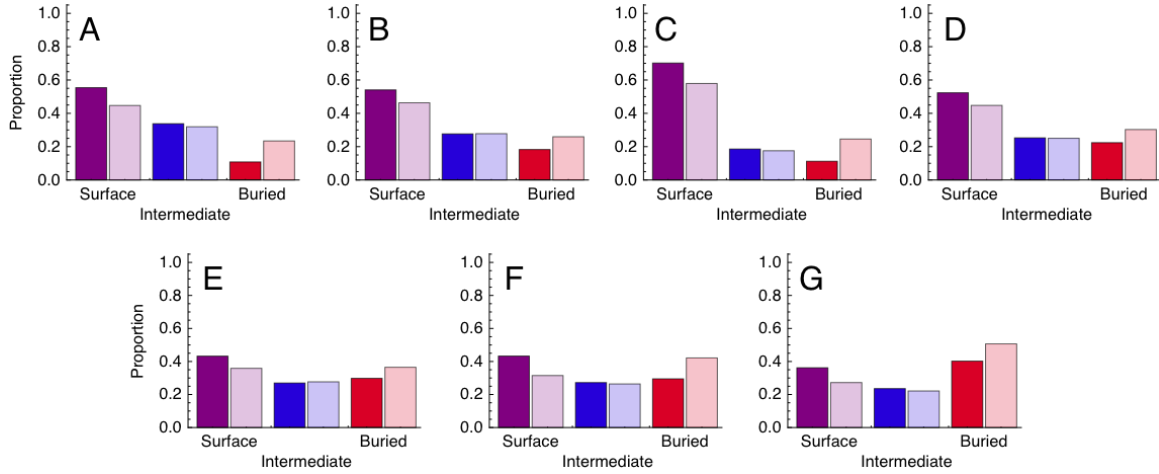 A B C D
Proportion
1.0 1.0 1.0 1.0
0.8 0.8 0.8 0.8
0.6 0.6 0.6 0.6
0.4 0.4 0.4 0.4
0.2 0.2 0.2 0.2
0.0 0.0 0.0 0.0
Surface Buried Surface Buried Surface Buried Surface Buried
Intermediate Intermediate Intermediate Intermediate
E F G
Proportion
1.0 1.0 1.0
0.8 0.8 0.8
0.6 0.6 0.6
0.4 0.4 0.4
0.2 0.2 0.2
0.0 0.0 0.0
Surface Buried Surface Buried Surface Buried
Intermediate Intermediate Intermediate